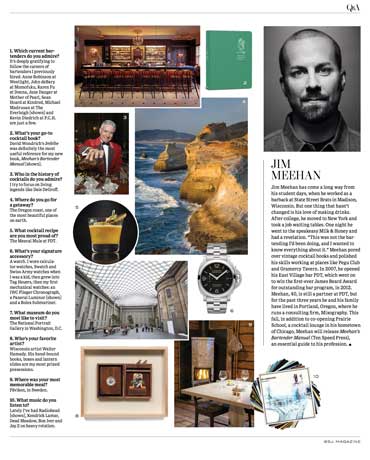 Q&A
1. Which current bar-
tenders do you admire?
It's deeply gratifying to
follow the careers of
bartenders I previously
hired: Anne Robinson at
Westlight, John deBary
at Momofuku, Karen Fu
at Donna, Jane Danger at
Mother of Pearl, Sean
Hoard at Kindred, Michael
Madrusan at The
Everleigh [shown] and
Kevin Diedrich at P.C.H.
are just a few.
2. What's your go-to
cocktail book?
David Wondrich's Imbibe
was definitely the most
useful reference for my new
book, Meehan's Bartender
Manual [shown].
3. Who in the history of
cocktails do you admire?
I try to focus on living
legends like Dale DeGroff.
4. Where do you go for
a getaway?
The Oregon coast, one of
the most beautiful places
on earth.
5. What cocktail recipe
are you most proud of?
The Mezcal Mule at PDT.
6. What's your signature
accessory?
A watch. I wore calcula-
tor watches, Swatch and
Swiss Army watches when
I was a kid, then grew into
Tag Heuers, then my first
mechanical watches: an
IWC Flieger Chronograph,
a Panerai Luminor [shown]
and a Rolex Submariner.
7. What museum do you
most like to visit?
The National Portrait
Gallery in Washington, D.C.
8. Who's your favorite
artist?
Wisconsin artist Walter
Hamady. His hand-bound
books, boxes and lantern
slides are my most prized
possessions.
9. Where was your most
memorable meal?
Fäviken, in Sweden.
10. What music do you
listen to?
Lately I've had Radiohead
[shown], Kendrick Lamar,
Dead Meadow, Bon Iver and
Jay Z on heavy rotation.
JIM
MEEHAN
Jim Meehan has come a long way from
his student days, when he worked as a
barback at State Street Brats in Madison,
Wisconsin. But one thing that hasn't
changed is his love of making drinks.
After college, he moved to New York and
took a job waiting tables. One night he
went to the speakeasy Milk & Honey and
had a revelation. "This was not the bar-
tending I'd been doing, and I wanted to
know everything about it." Meehan pored
over vintage cocktail books and polished
his skills working at places like Pegu Club
and Gramercy Tavern. In 2007, he opened
his East Village bar PDT, which went on
to win the first-ever James Beard Award
for outstanding bar program, in 2012.
Meehan, 40, is still a partner at PDT, but
for the past three years he and his family
have lived in Portland, Oregon, where he
runs a consulting firm, Mixography. This
fall, in addition to co-opening Prairie
School, a cocktail lounge in his hometown
of Chicago, Meehan will release Meehan's
Bartender Manual (Ten Speed Press),
an essential guide to his profession.
WSJ. MAGAZINE